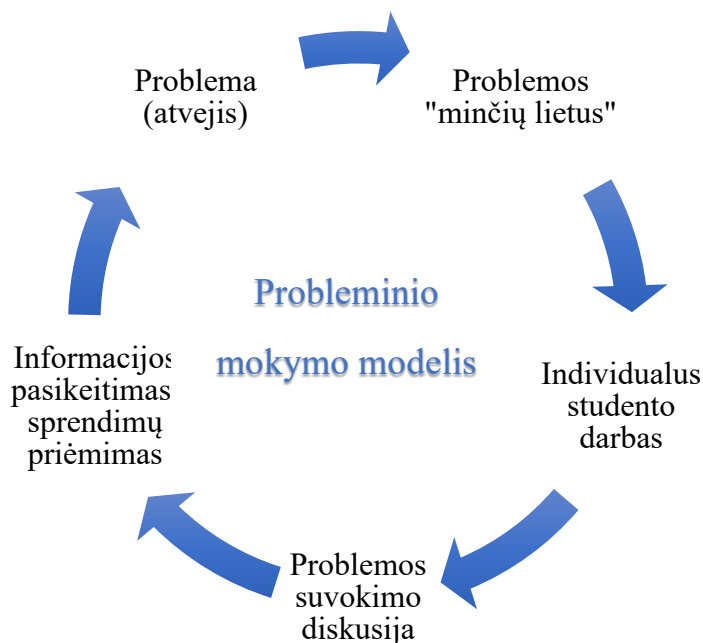 Problema
(atvejis)
Problemos
"minčių lietus"
Individualus
studento
darbas
Problemos
suvokimo
diskusija
Informacijos
pasikeitimas
sprendimų
priėmimas
Probleminio
mokymo modelis